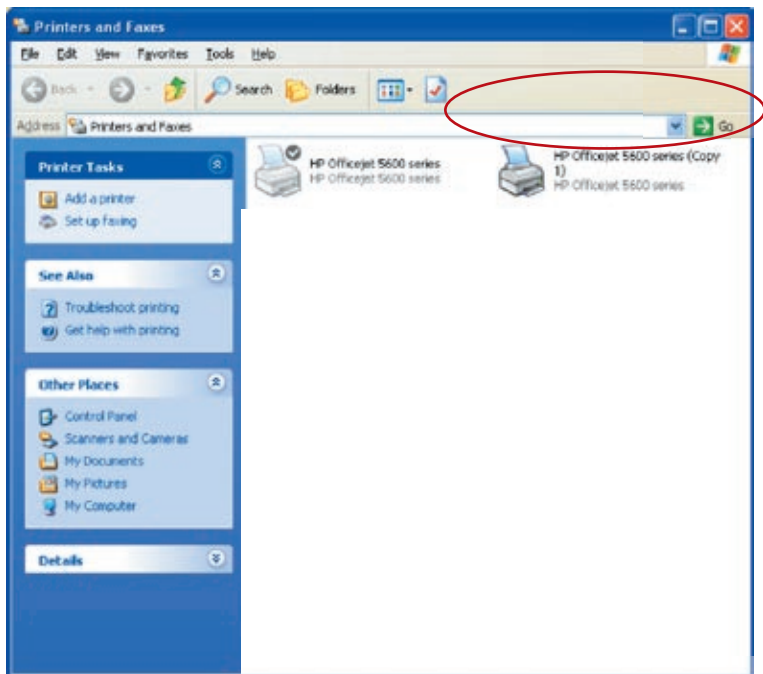 Printers and Faxes
File Edit View Favorites Tools Help
Back Search Folders
Address Printers and Faxes Go
Printer Tasks
Add a printer
Set up faxing
See Also
Troubleshoot printing
Get help with printing
Other Places
Control Panel
Scanners and Cameras
My Documents
My Pictures
My Computer
Details
HP Officejet 5600 series
HP Officejet 5600 series
HP Officejet 5600 series (Copy
1)
HP Officejet 5600 series